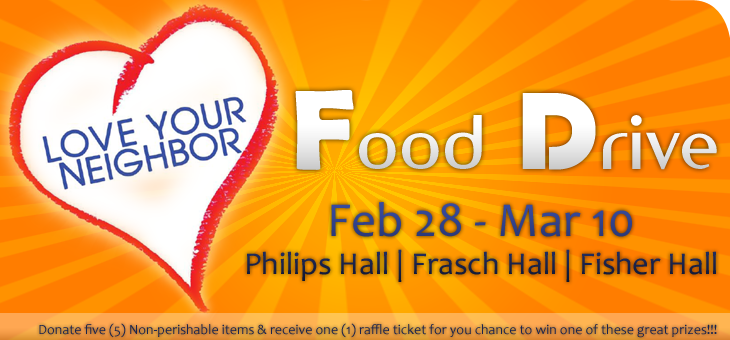 LOVE YOUR
NEIGHBOR
Food Drive
Feb 28 - Mar 10
Philips Hall | Frasch Hall | Fisher Hall
Donate five (5) Non-perishable items & receive one (1) raffle ticket for you chance to win one of these great prizes!!!